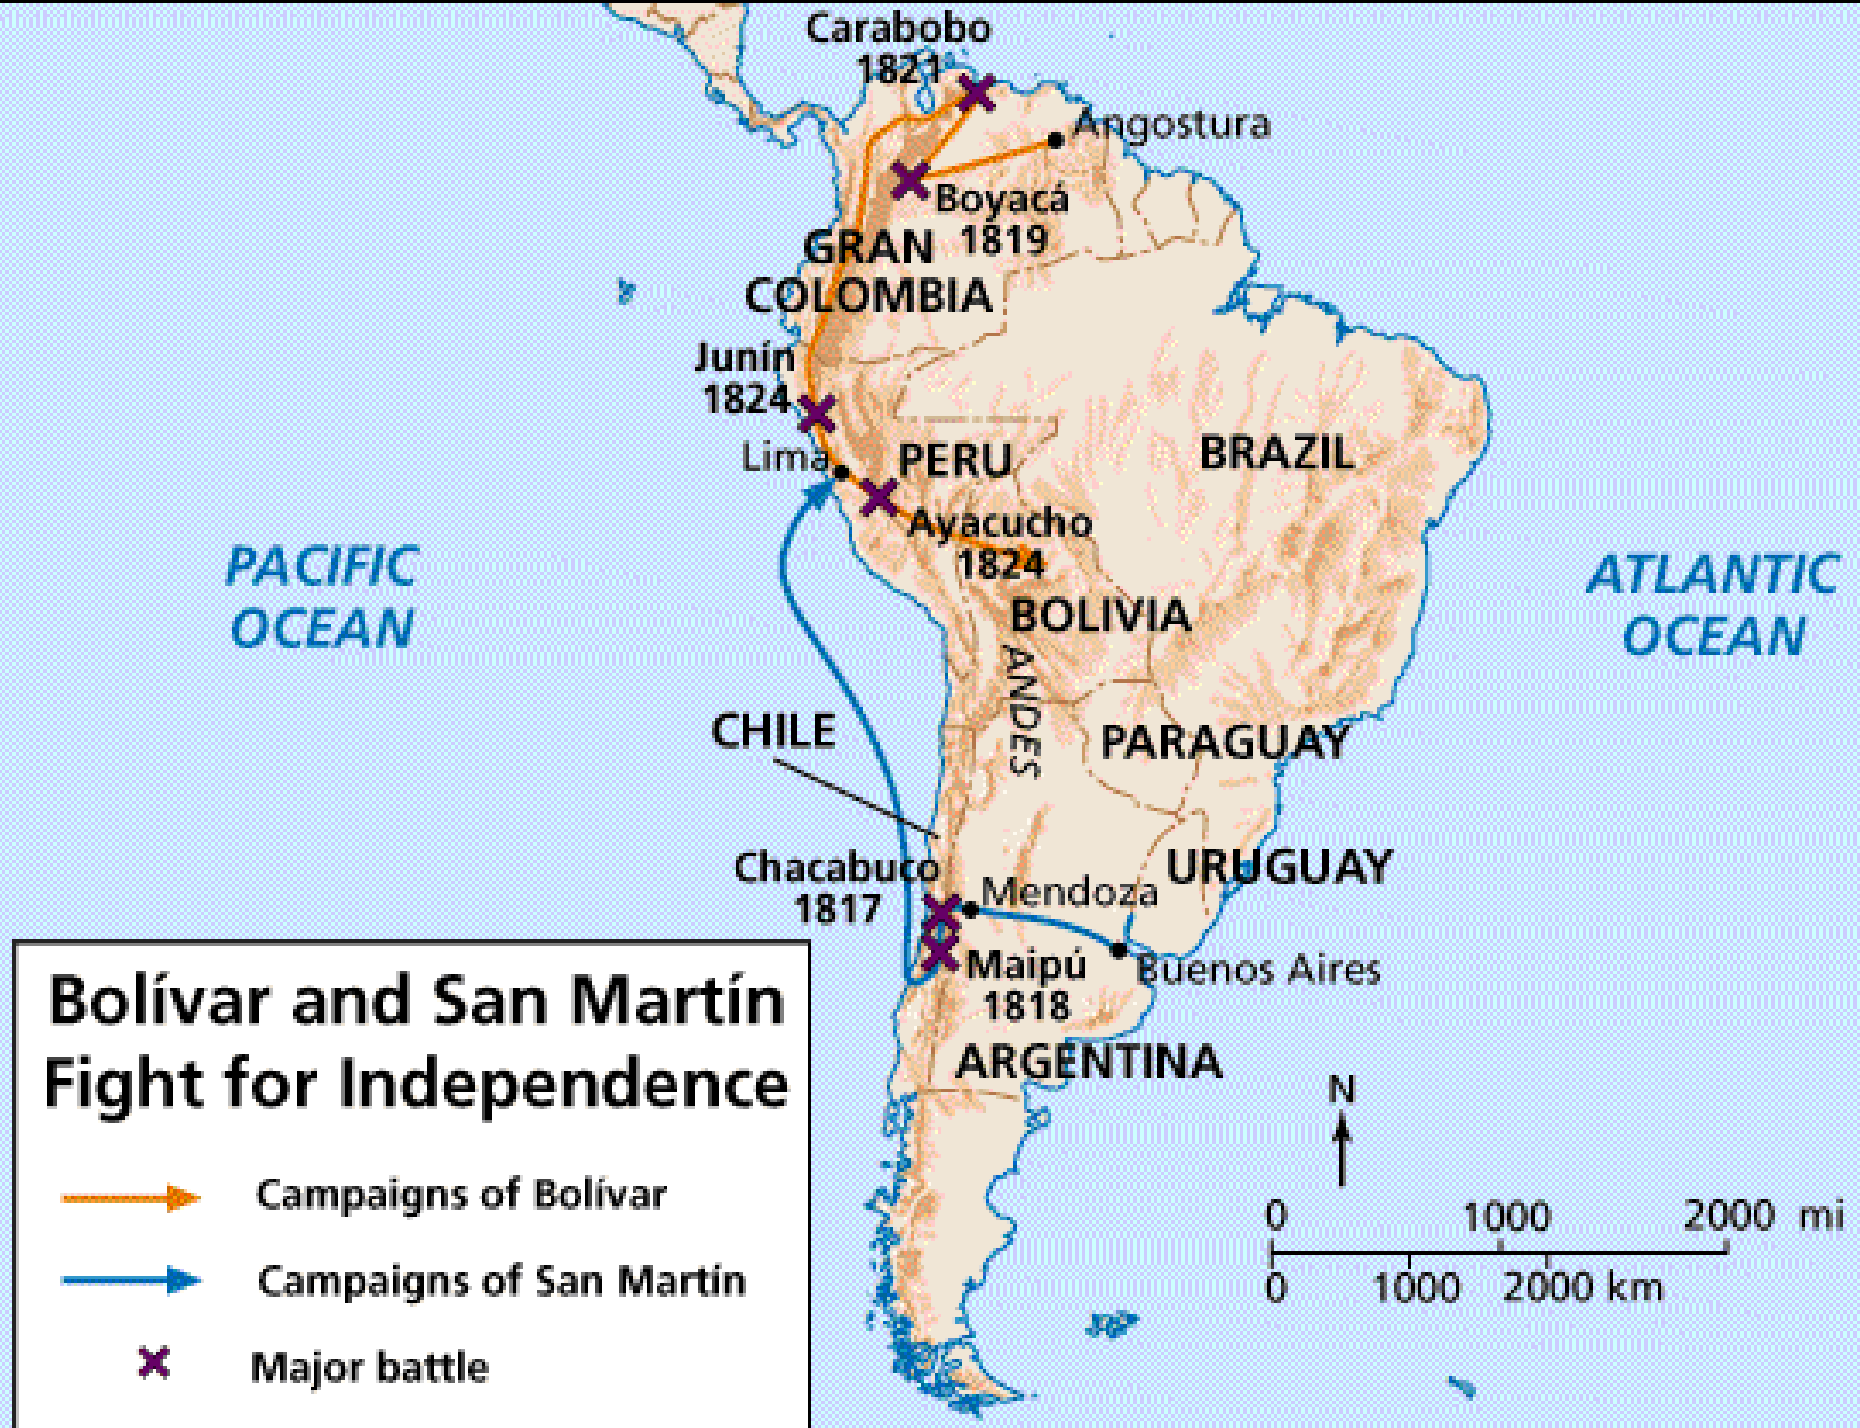 Carabobo
1821
Angostura
Boyacá
1819
GRAN
COLOMBIA
Junín
1824
Lima
PERU
BRAZIL
Ayacucho
1824
PACIFIC
OCEAN
ATLANTIC
OCEAN
BOLIVIA
ANDES
CHILE
PARAGUAY
Chacabuco
1817
Mendoza
URUGUAY
Maipú
1818
Buenos Aires
ARGENTINA
Bolívar and San Martín
Fight for Independence
Campaigns of Bolívar
Campaigns of San Martín
Major battle
N
0 1000 2000 mi
0 1000 2000 km